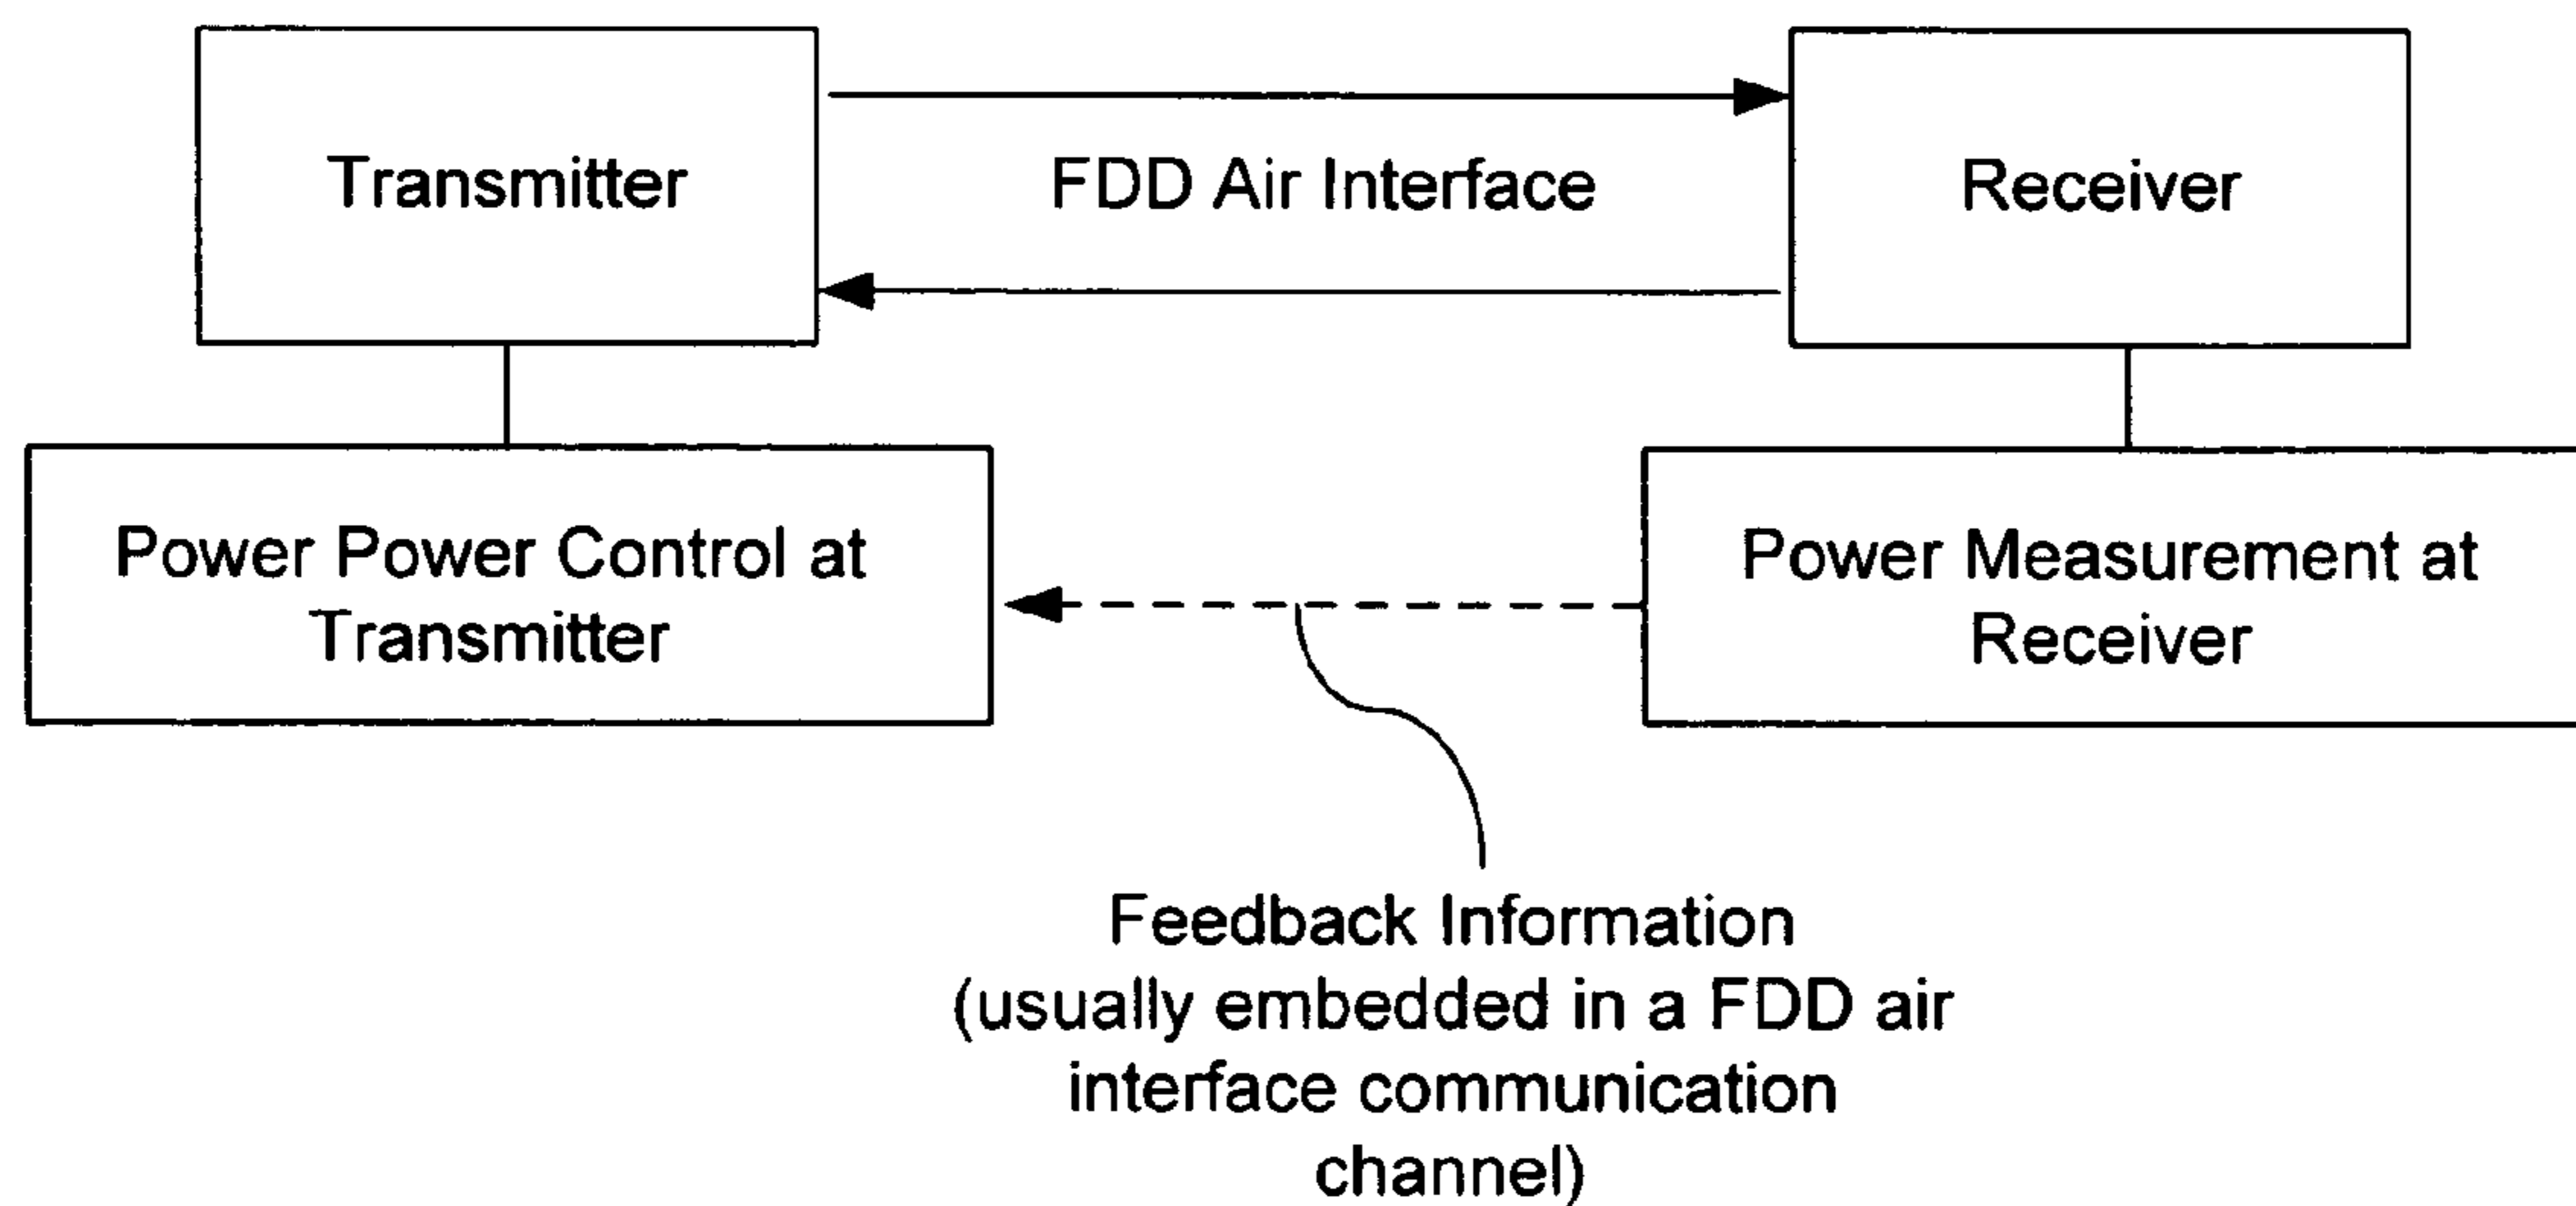 Transmitter
FDD Air Interface
Receiver
Power Power Control at
Transmitter
Power Measurement at
Receiver
Feedback Information
(usually embedded in a FDD air
interface communication
channel)